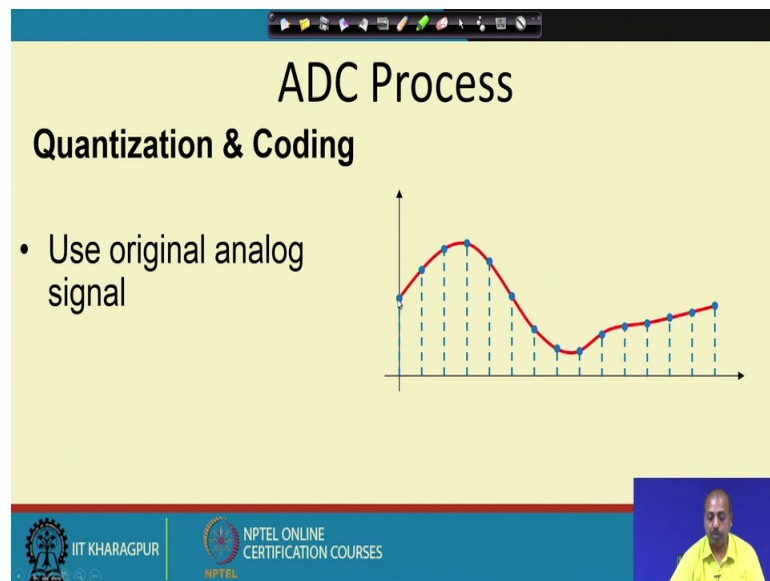 ADC Process
Quantization & Coding
• Use original analog
signal
IIT KHARAGPUR
NPTEL
NPTEL ONLINE
CERTIFICATION COURSES